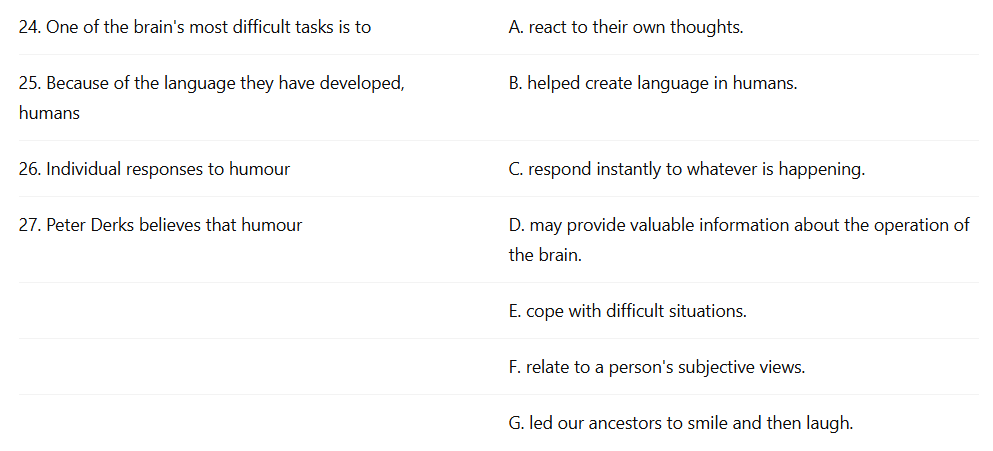 24. One of the brain's most difficult tasks is to
A. react to their own thoughts.
25. Because of the language they have developed,
humans
B. helped create language in humans.
26. Individual responses to humour
C. respond instantly to whatever is happening.
27. Peter Derks believes that humour
D. may provide valuable information about the operation of
the brain.
E. cope with difficult situations.
F. relate to a person's subjective views.
G. led our ancestors to smile and then laugh.